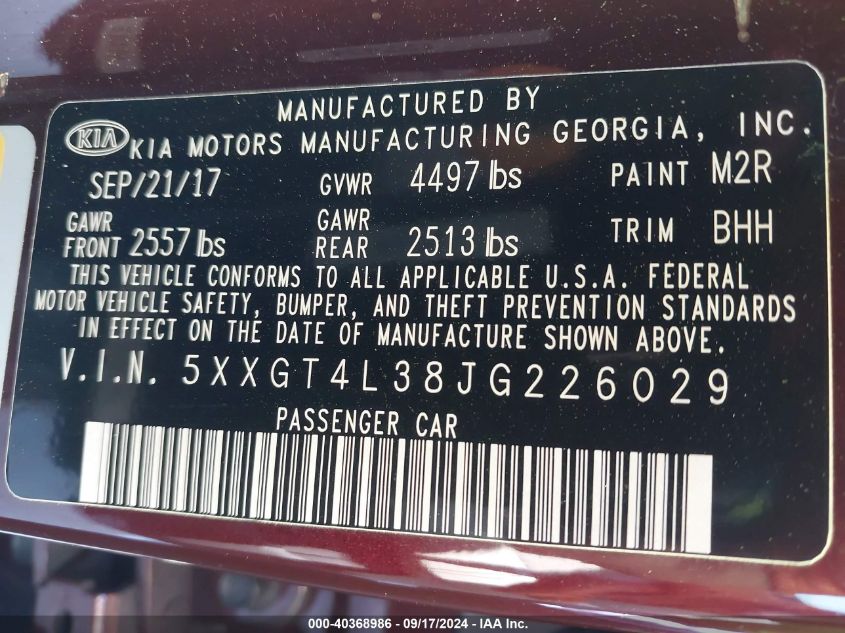 MANUFACTURED BY
KIA KIA MOTORS MANUFACTURING GEORGIA, INC.
SEP/21/17 GVWR 4497 lbs PAINT M2R
GAWR FRONT 2557 lbs GAWR REAR 2513 lbs TRIM BHH
THIS VEHICLE CONFORMS TO ALL APPLICABLE U.S.A. FEDERAL
MOTOR VEHICLE SAFETY, BUMPER, AND THEFT PREVENTION STANDARDS
IN EFFECT ON THE DATE OF MANUFACTURE SHOWN ABOVE.
V.I.N. 5XXGT4L38JG226029
PASSENGER CAR
000-40368986 - 09/17/2024 - IAA Inc.